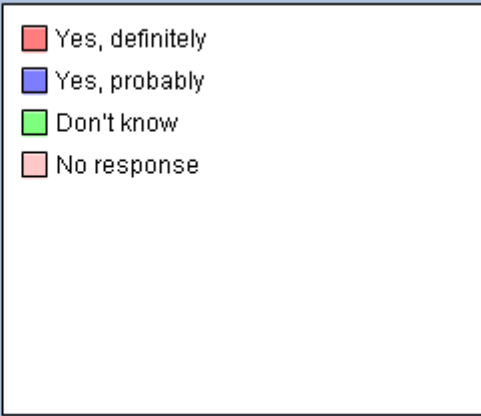 Yes, definitely
Yes, probably
Don't know
No response